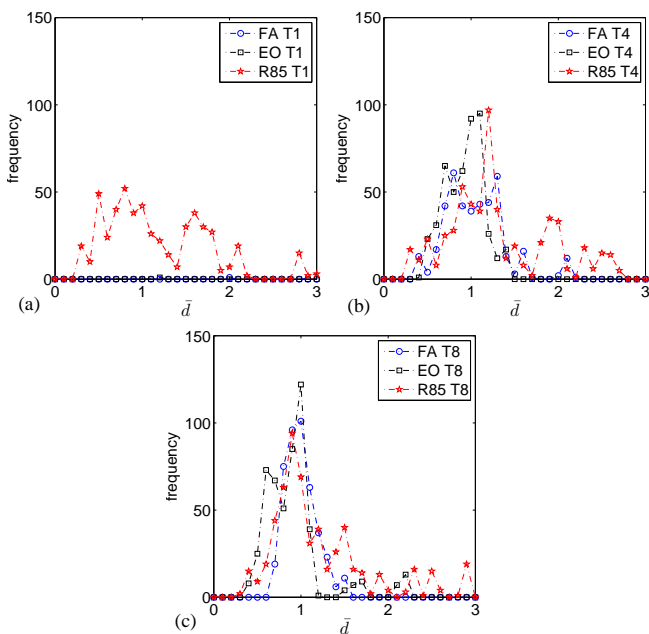 150
100
50
0
frequency
FA T1
EO T1
R85 T1
0 1 2 3
d̄
(a)
150
100
50
0
frequency
FA T4
EO T4
R85 T4
0 1 2 3
d̄
(b)
150
100
50
0
frequency
FA T8
EO T8
R85 T8
0 1 2 3
d̄
(c)